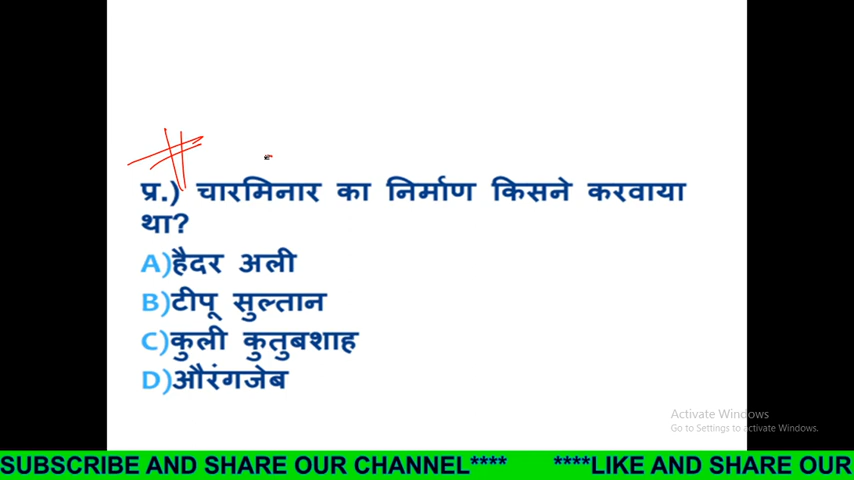 प्र.) चारमिनार का निर्माण किसने करवाया
था?
A)हैदर अली
B)टीपू सुल्तान
C)कुली कुतुबशाह
D)औरंगजेब
Activate Windows
Go to Settings to activate Windows.
SUBSCRIBE AND SHARE OUR CHANNEL**** ****LIKE AND SHARE OUR